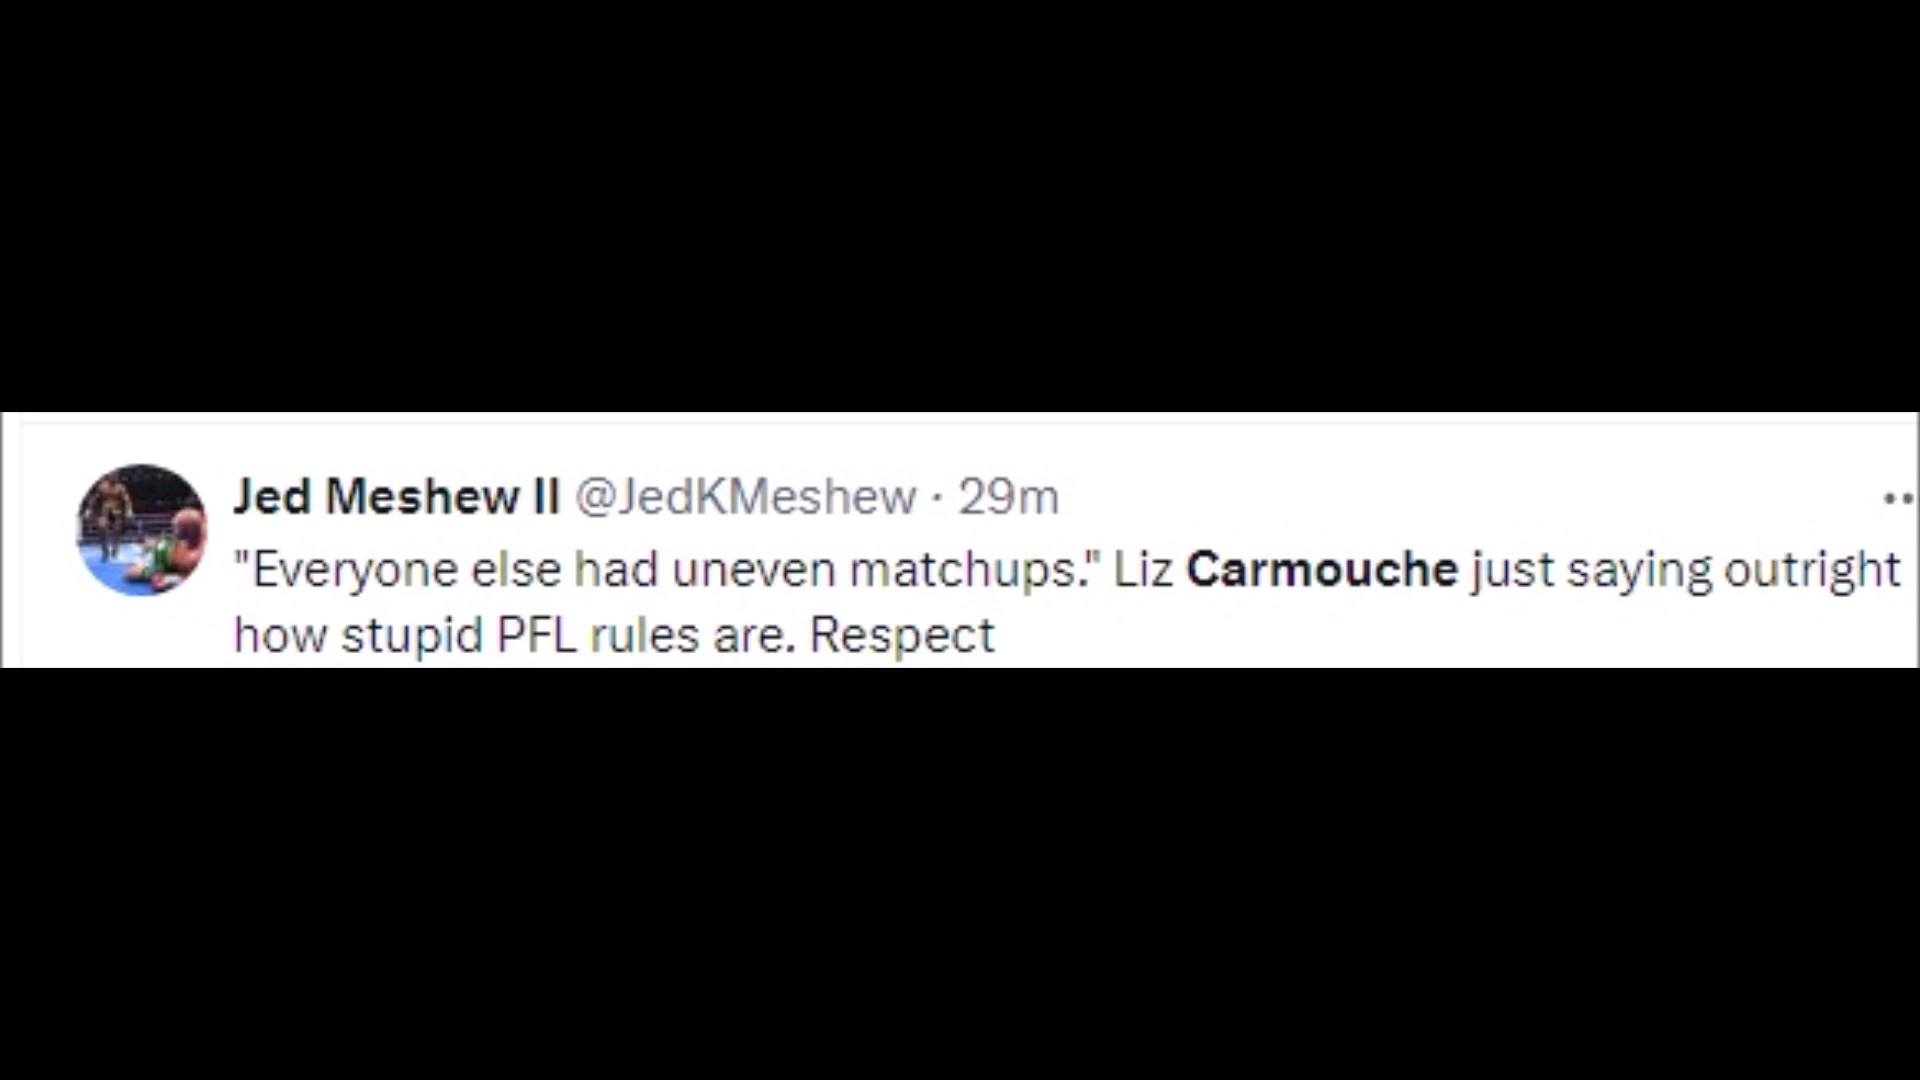 Jed Meshew II @JedKMeshew · 29m
"Everyone else had uneven matchups." Liz Carmouche just saying outright
how stupid PFL rules are. Respect